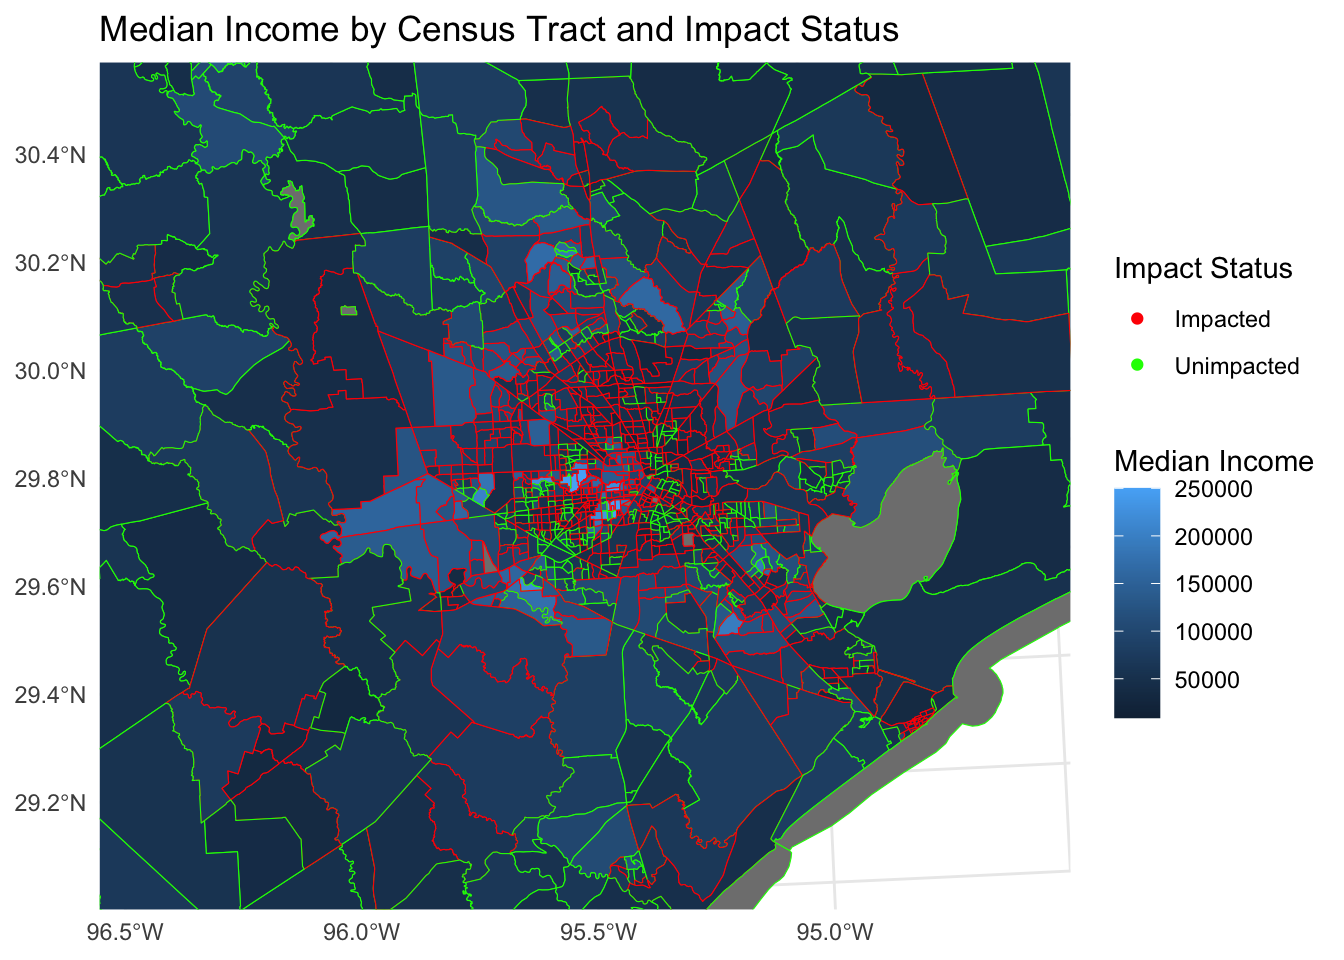 Median Income by Census Tract and Impact Status
30.4°N
30.2°N
30.0°N
29.8°N
29.6°N
29.4°N
29.2°N
96.5°W
96.0°W
95.5°W
95.0°W
Impact Status
Impacted
Unimpacted
Median Income
250000
200000
150000
100000
50000